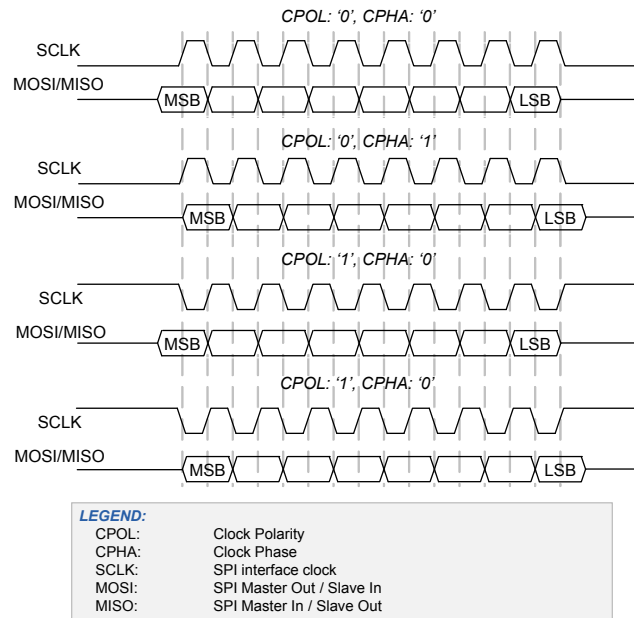 CPOL: ‘0’, CPHA: ‘0’
SCLK
MOSI/MISO
MSB LSB
CPOL: ‘0’, CPHA: ‘1’
SCLK
MOSI/MISO
MSB LSB
CPOL: ‘1’, CPHA: ‘0’
SCLK
MOSI/MISO
MSB LSB
CPOL: ‘1’, CPHA: ‘0’
SCLK
MOSI/MISO
MSB LSB
LEGEND:
CPOL: Clock Polarity
CPHA: Clock Phase
SCLK: SPI interface clock
MOSI: SPI Master Out / Slave In
MISO: SPI Master In / Slave Out